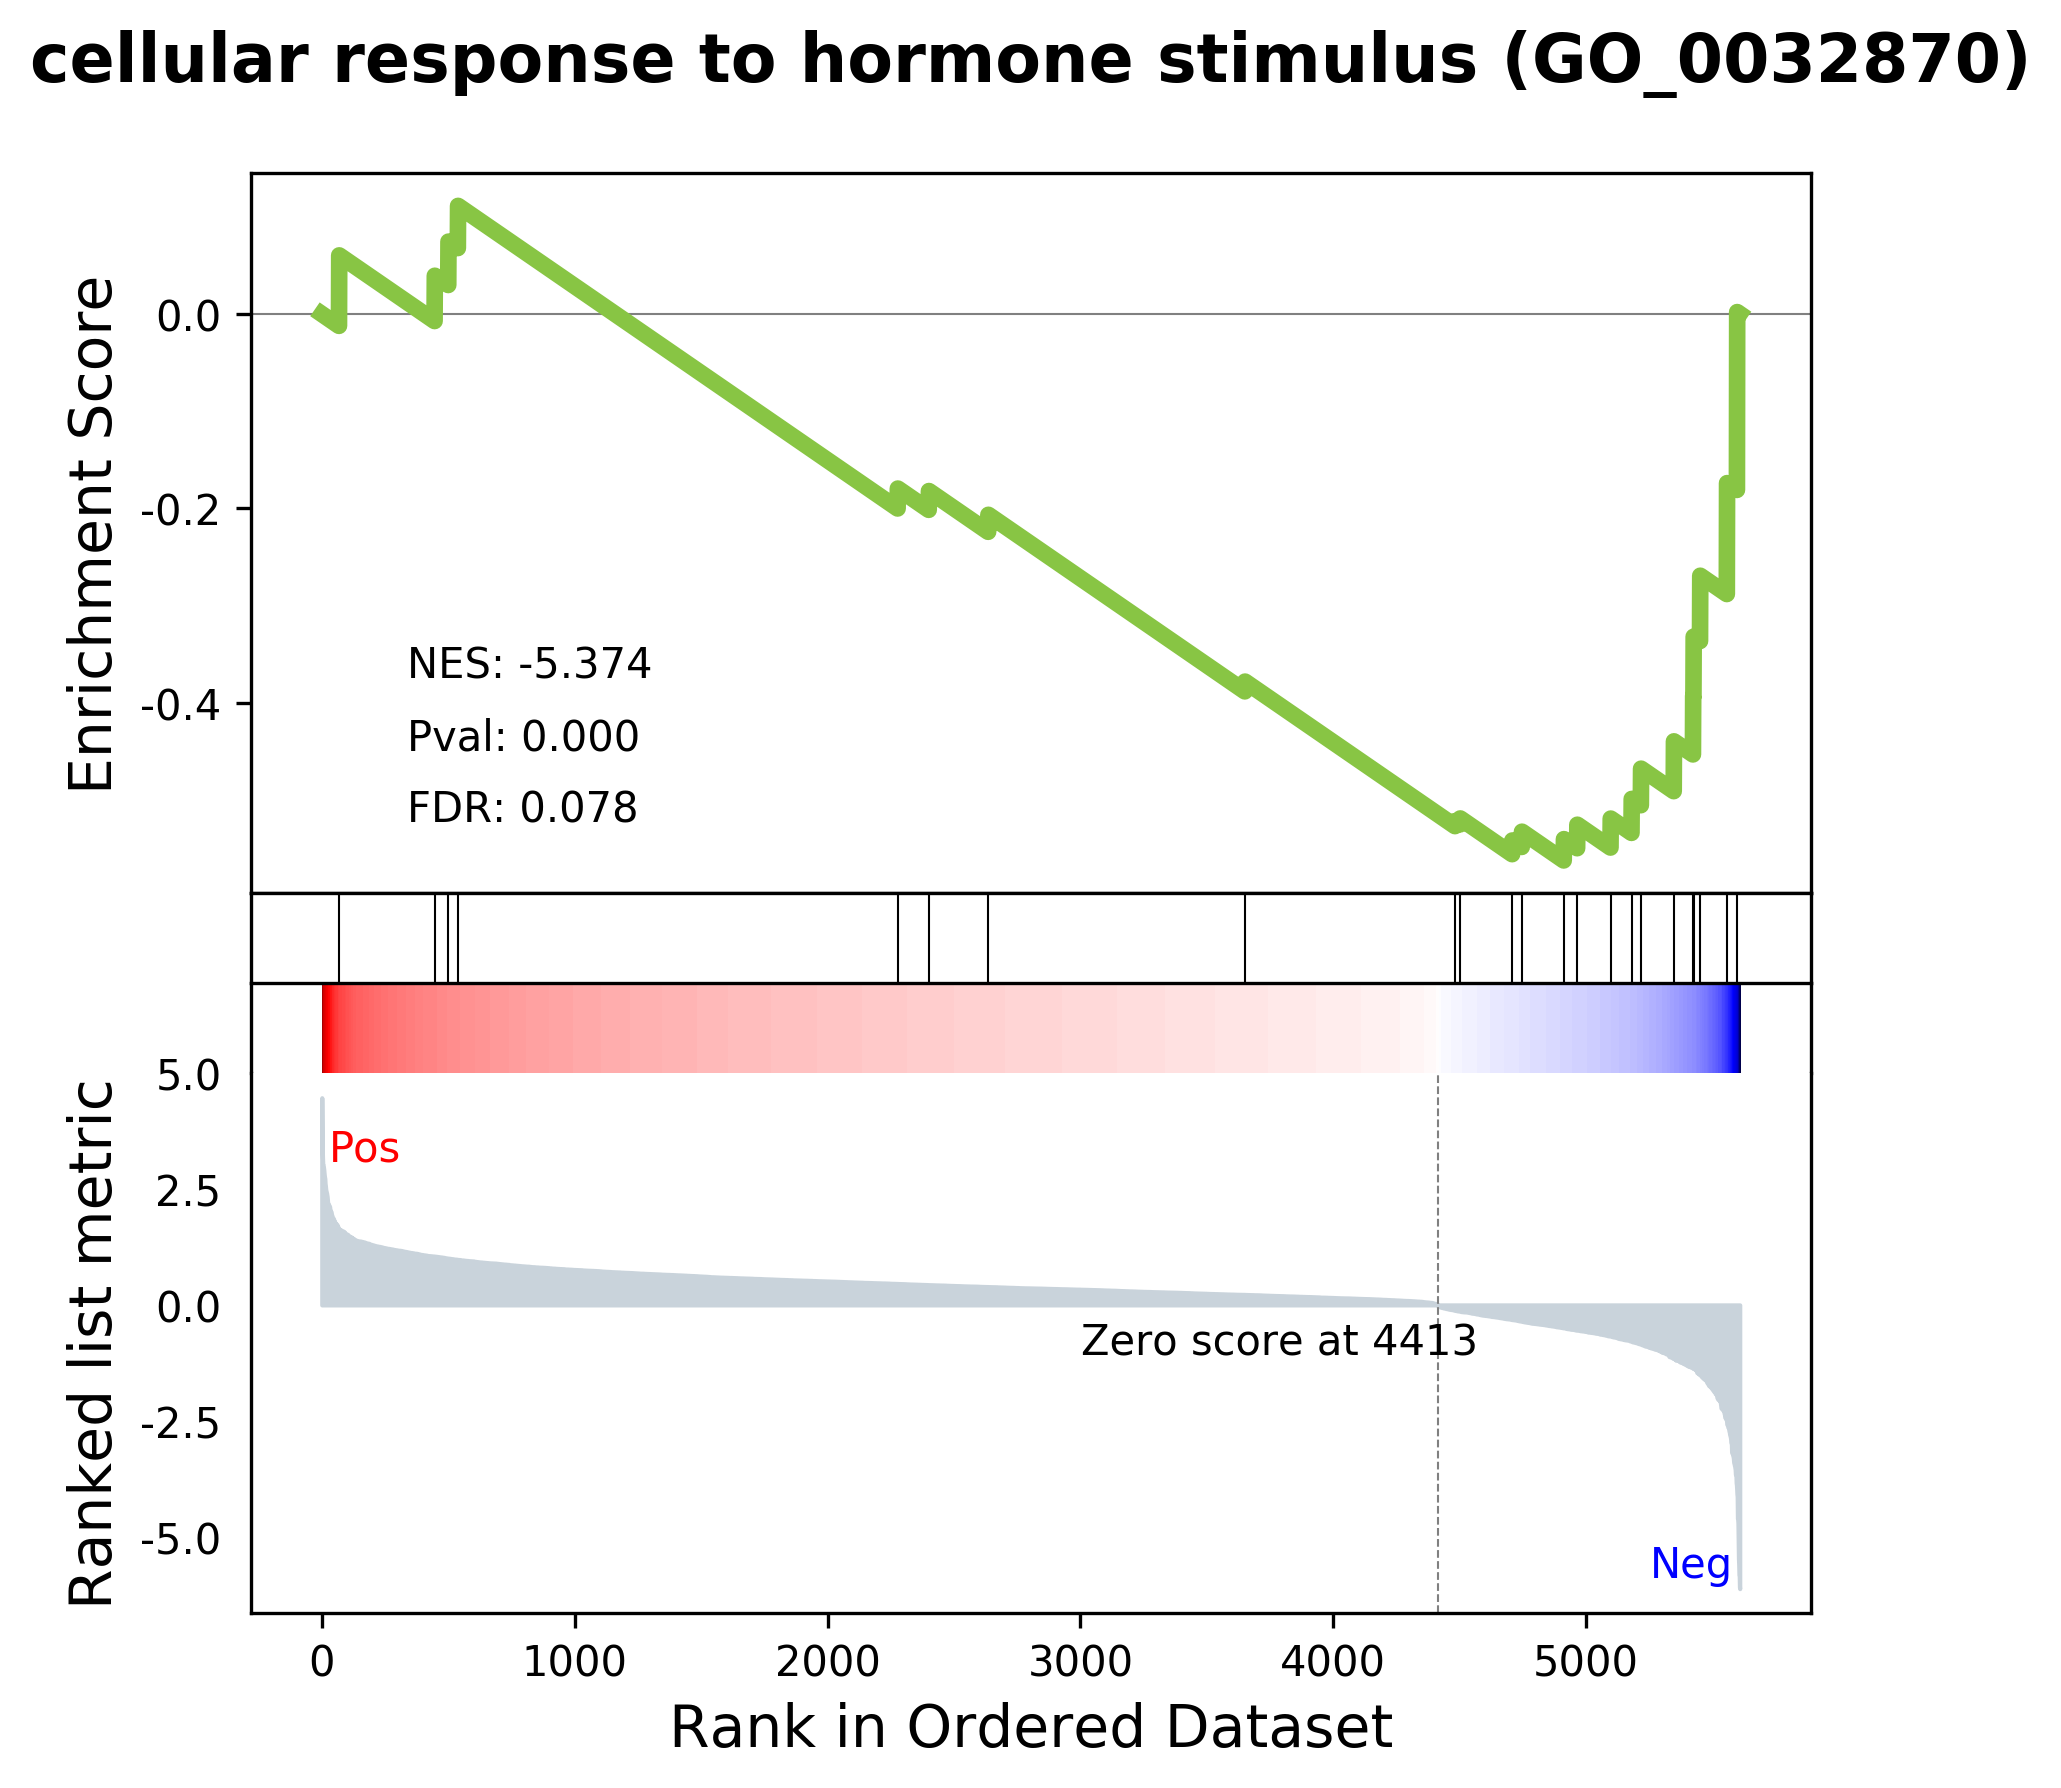 cellular response to hormone stimulus (GO_0032870)
Enrichment Score
0.0
-0.2
-0.4
NES: -5.374
Pval: 0.000
FDR: 0.078
Ranked list metric
5.0
2.5
0.0
-2.5
-5.0
Pos
Zero score at 4413
Neg
0 1000 2000 3000 4000 5000
Rank in Ordered Dataset